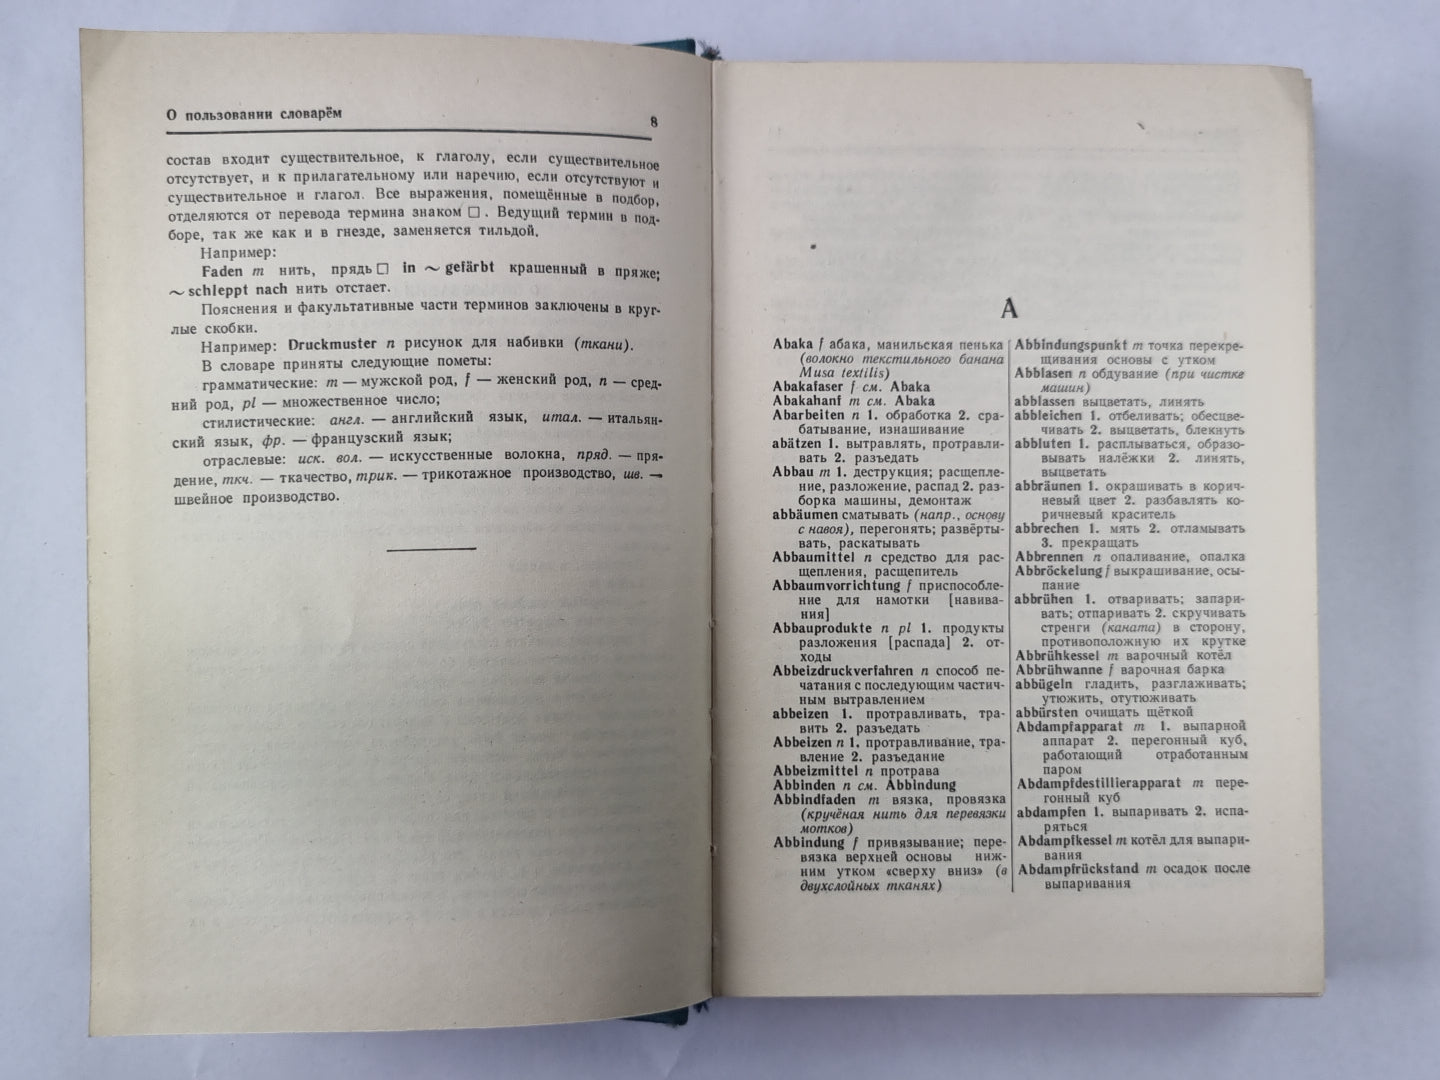 О пользовании словарём
8
состав входит существительное, к глаголу, если существительное
отсутствует, и к прилагательному или наречию, если отсутствуют и
существительное и глагол. Все выражения, помещённые в подбор,
отделяются от перевода термина знаком □. Ведущий термин в под-
боре, так же как и в гнезде, заменяется тильдой.
Например:
Faden m нить, прядь □ in ~ gefärbt крашенный в пряже;
~ schleppt nach нить отстает.
Пояснения и факультативные части терминов заключены в круг-
лые скобки.
Например: Druckmuster n рисунок для набивки (ткани).
В словаре приняты следующие пометы:
грамматические: m — мужской род, f — женский род, n — сред-
ний род, pl — множественное число;
стилистические: англ. — английский язык, итал. — итальян-
ский язык, фр. — французский язык;
отраслевые: иск. вол. — искусственные волокна, пряд. — пря-
дение, ткч. — ткачество, трик. — трикотажное производство, шв. —
швейное производство.
A
Abaka f абака, манильская пенька
(волокно текстильного банана
Musa textilis)
Abakafaser f см. Abaka
Abakahanf m см. Abaka
Abarbeiten n 1. обработка 2. сра-
батывание, изнашивание
abätzen 1. вытравлять, протравли-
вать 2. разъедать
Abbau m 1. деструкция; расщепле-
ние, разложение, распад 2. раз-
борка машины, демонтаж
abbäumen сматывать (напр., основу
с навоя), перегонять; развёрты-
вать, раскатывать
Abbaumittel n средство для рас-
щепления, расщепитель
Abbaumvorrichtung f приспособле-
ние для намотки [навива-
ния]
Abbauprodukte n pl 1. продукты
разложения [распада] 2. от-
ходы
Abbeizdruckverfahren n способ пе-
чатания с последующим частич-
ным вытравлением
abbeizen 1. протравливать, тра-
вить 2. разъедать
Abbeizen n 1. протравливание, тра-
вление 2. разъедание
Abbeizmittel n протрава
Abbinden n см. Abbindung
Abbindfaden m вязка, провязка
(кручёная нить для перевязки
мотков)
Abbindung f привязывание; пере-
вязка верхней основы ниж-
ним утком «сверху вниз» (в
двухслойных тканях)
Abbindungspunkt m точка перекре-
щивания основы с утком
Abblasen n обдувание (при чистке
машин)
abblassen выцветать, линять
abbleichen 1. отбеливать; обесцве-
чивать 2. выцветать, блекнуть
abbluten 1. расплываться, образо-
вывать налёжки 2. линять,
выцветать
abbräunen 1. окрашивать в корич-
невый цвет 2. разбавлять ко-
ричневый краситель
abbrechen 1. мять 2. отламывать
3. прекращать
Abbrennen n опаливание, опалка
Abbröckelung f выкрашивание, осы-
пание
abbrühen 1. отваривать; запари-
вать; отпаривать 2. скручивать
стренги (каната) в сторону,
противоположную их крутке
Abbrühkessel m варочный котёл
Abbrühwanne f варочная барка
abbügeln гладить, разглаживать;
утюжить, отутюживать
abbürsten очищать щёткой
Abdampfapparat m 1. выпарной
аппарат 2. перегонный куб,
работающий отработанным
паром
Abdampfdestillierapparat m пере-
гонный куб
abdampfen 1. выпаривать 2. испа-
ряться
Abdampfkessel m котёл для выпари-
вания
Abdampfrückstand m осадок после
выпаривания